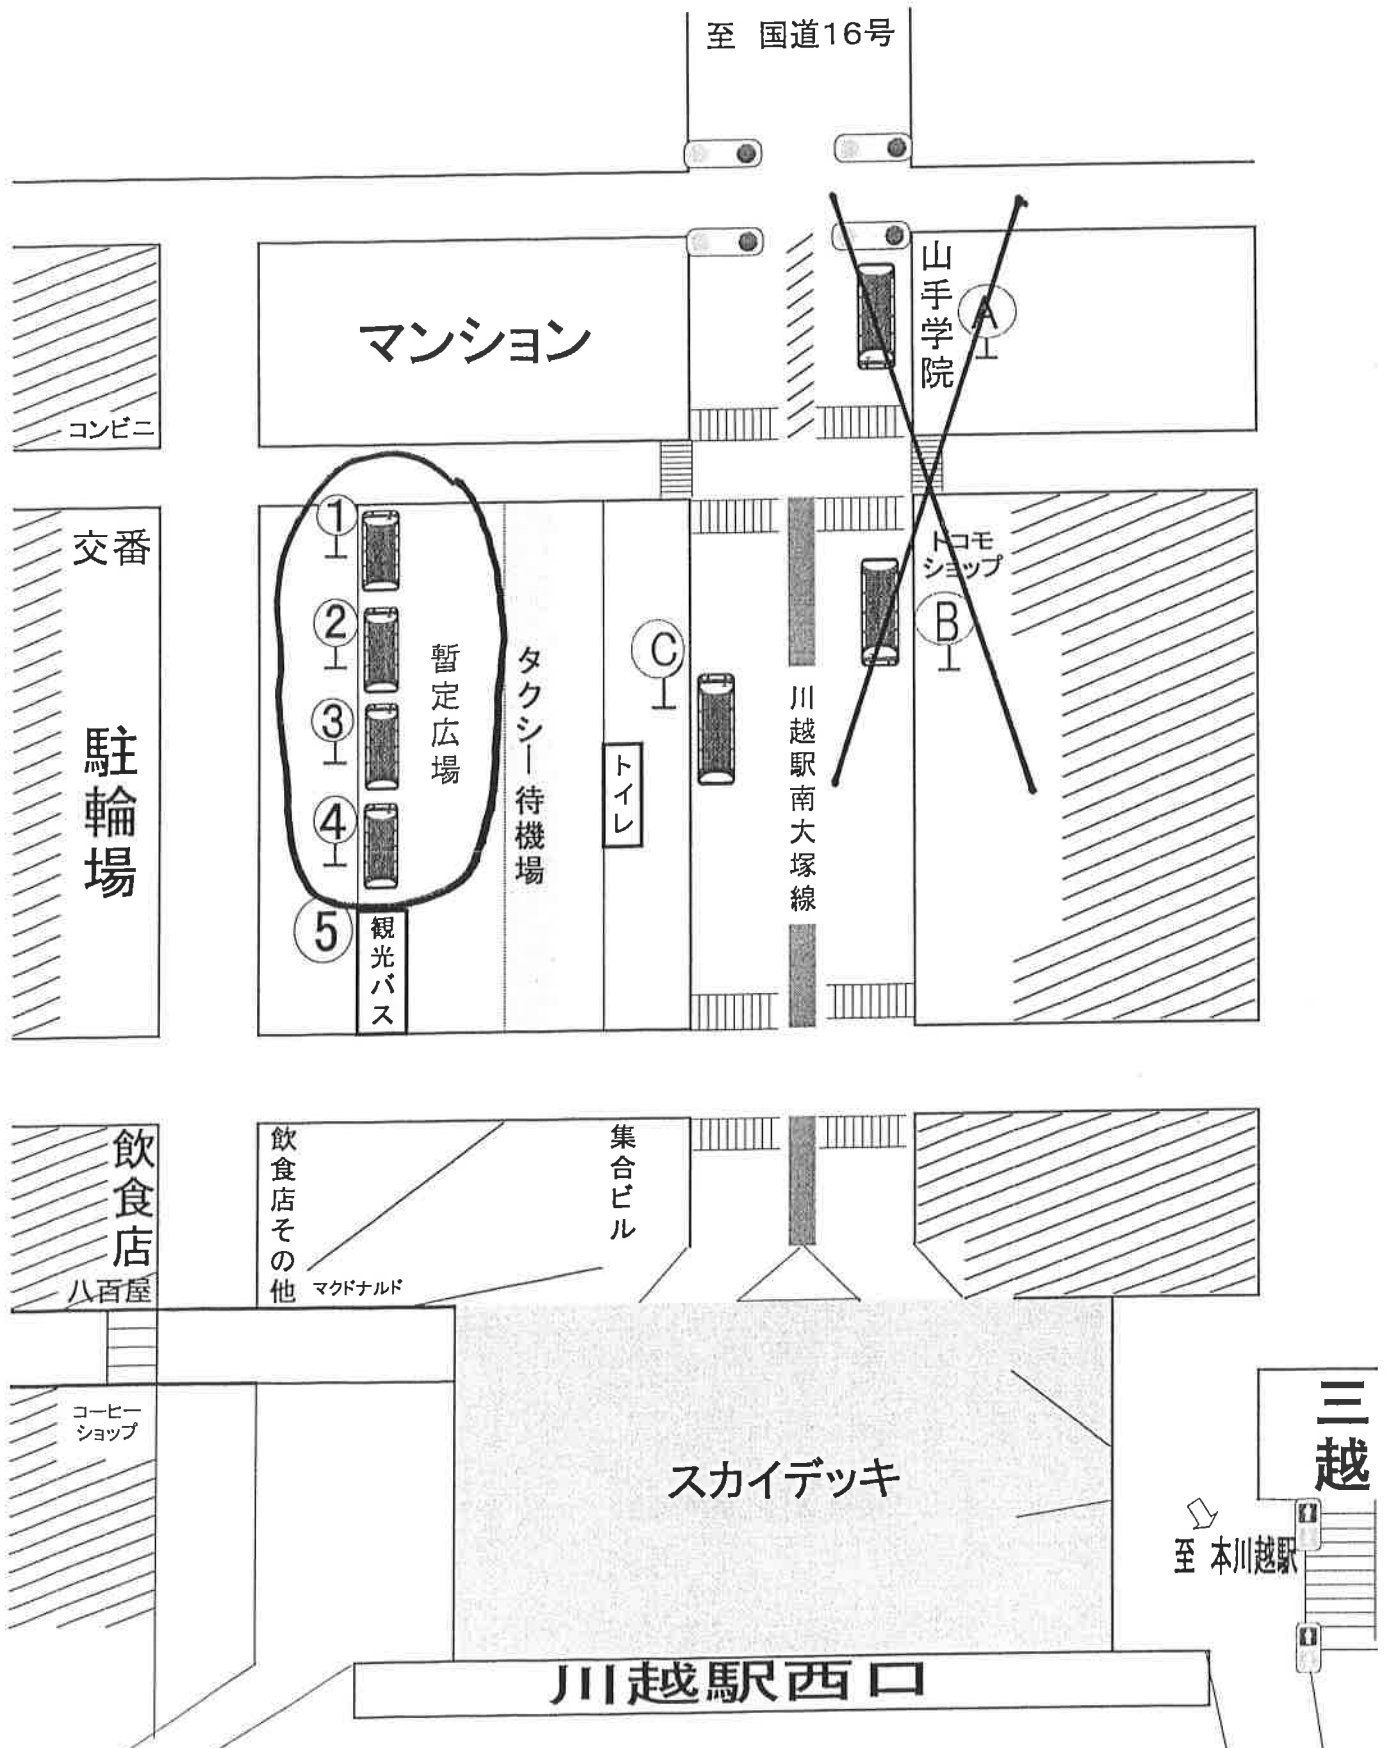 至 国道16号
山手学院
A
マンション
コンビニ
1
交番
ドコモ
ショップ
2
B
C
暫定広場
タクシー待機場
3
川越駅南大塚線
駐輪場
トイレ
4
5
観光バス
飲食店
飲食店その他
集合ビル
八百屋
マクドナルド
コーヒー
ショップ
三越
スカイデッキ
至 本川越駅
川越駅西口